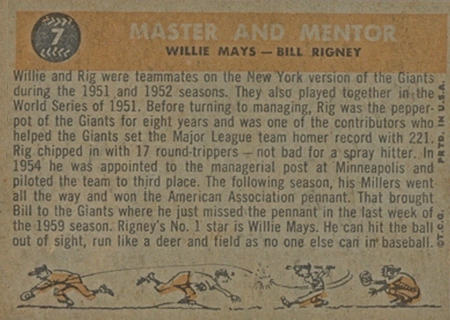 7
MASTER AND MENTOR
WILLIE MAYS — BILL RIGNEY
Willie and Rig were teammates on the New York version of the Giants
during the 1951 and 1952 seasons. They also played together in the
World Series of 1951. Before turning to managing, Rig was the pepper-
pot of the Giants for eight years and was one of the contributors who
helped the Giants set the Major League team homer record with 221.
Rig chipped in with 17 round-trippers — not bad for a spray hitter. In
1954 he was appointed to the managerial post at Minneapolis and
piloted the team to third place. The following season, his Millers went
all the way and won the American Association pennant. That brought
Bill to the Giants where he just missed the pennant in the last week of
the 1959 season. Rigney's No. 1 star is Willie Mays. He can hit the ball
out of sight, run like a deer and field as no one else can in baseball.
©T.C.G. PRTD. IN U.S.A.